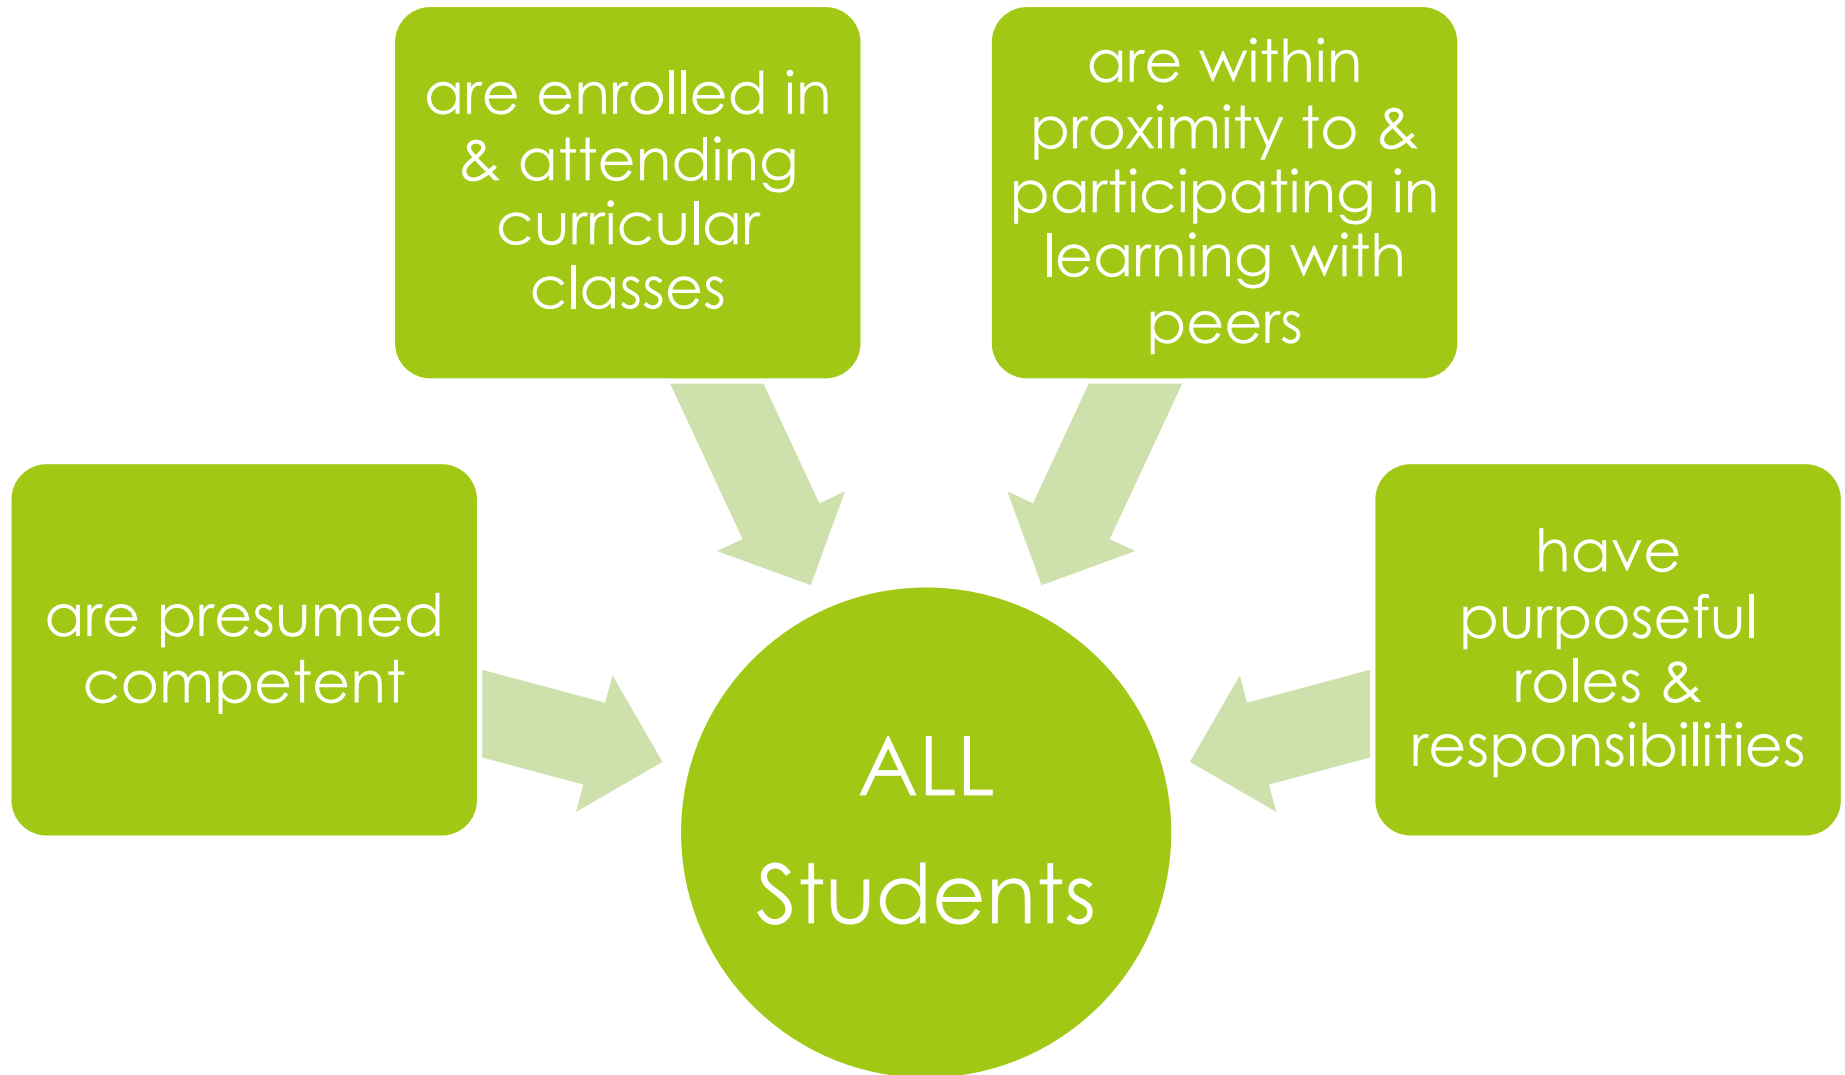 are presumed
competent
are enrolled in
& attending
curricular
classes
are within
proximity to &
participating in
learning with
peers
have
purposeful
roles &
responsibilities
ALL
Students